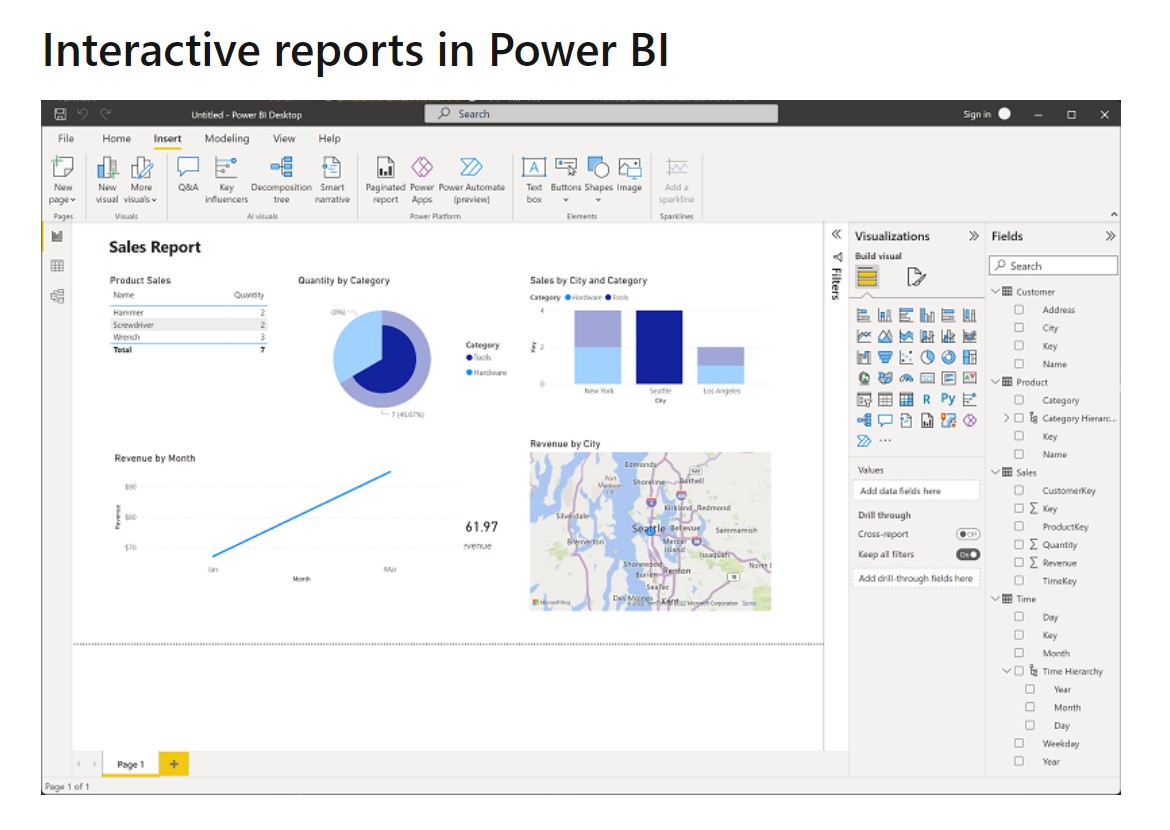 Interactive reports in Power BI
Untitled - Power BI Desktop
Search
Sign in
File Home Insert Modeling View Help
New page
New visual
More visuals
Q&A
Key influencers
Decomposition tree
Smart narrative
Paginated report
Power Apps
Power Automate (preview)
Text box
Buttons
Shapes
Image
Add a sparkline
Pages
Visuals
AI visuals
Power Platform
Elements
Sparklines
Sales Report
Product Sales
Name Quantity
Hammer 2
Screwdriver 2
Wrench 3
Total 7
Quantity by Category
(0%)
7 (46.67%)
Category
Tools
Hardware
Sales by City and Category
Category Hardware Tools
4
2
0
Key
New York Seattle Los Angeles
City
Revenue by Month
$90
$80
$70
Revenue
Jan Mar
Month
61.97
evenue
Revenue by City
Edmonds
522
Port Madison
Shoreline
Bothell
Kirkland
Redmond
Silverdale
Seattle
Bellevue
Sammamish
Bremerton
Mercer Island
Issaquah
Shorewood
Renton
North
Burien
SeaTac
18
Des Moines
Kent
Microsoft Bing
2022 Microsoft Corporation
Terms
Filters
Visualizations
Build visual
R
Py
...
Values
Add data fields here
Drill through
Cross-report
Off
Keep all filters
On
Add drill-through fields here
Fields
Search
Customer
Address
City
Key
Name
Product
Category
Category Hierarc...
Key
Name
Sales
CustomerKey
Σ Key
ProductKey
Σ Quantity
Σ Revenue
TimeKey
Time
Day
Key
Month
Time Hierarchy
Year
Month
Day
Weekday
Year
Page 1
+
Page 1 of 1